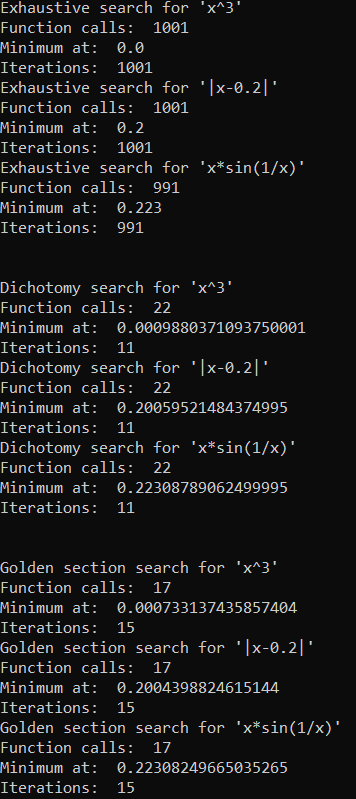 Exhaustive search for 'x^3'
Function calls:  1001
Minimum at:  0.0
Iterations:  1001
Exhaustive search for '|x-0.2|'
Function calls:  1001
Minimum at:  0.2
Iterations:  1001
Exhaustive search for 'x*sin(1/x)'
Function calls:  991
Minimum at:  0.223
Iterations:  991
Dichotomy search for 'x^3'
Function calls:  22
Minimum at:  0.0009880371093750001
Iterations:  11
Dichotomy search for '|x-0.2|'
Function calls:  22
Minimum at:  0.20059521484374995
Iterations:  11
Dichotomy search for 'x*sin(1/x)'
Function calls:  22
Minimum at:  0.22308789062499995
Iterations:  11
Golden section search for 'x^3'
Function calls:  17
Minimum at:  0.000733137435857404
Iterations:  15
Golden section search for '|x-0.2|'
Function calls:  17
Minimum at:  0.2004398824615144
Iterations:  15
Golden section search for 'x*sin(1/x)'
Function calls:  17
Minimum at:  0.22308249665035265
Iterations:  15